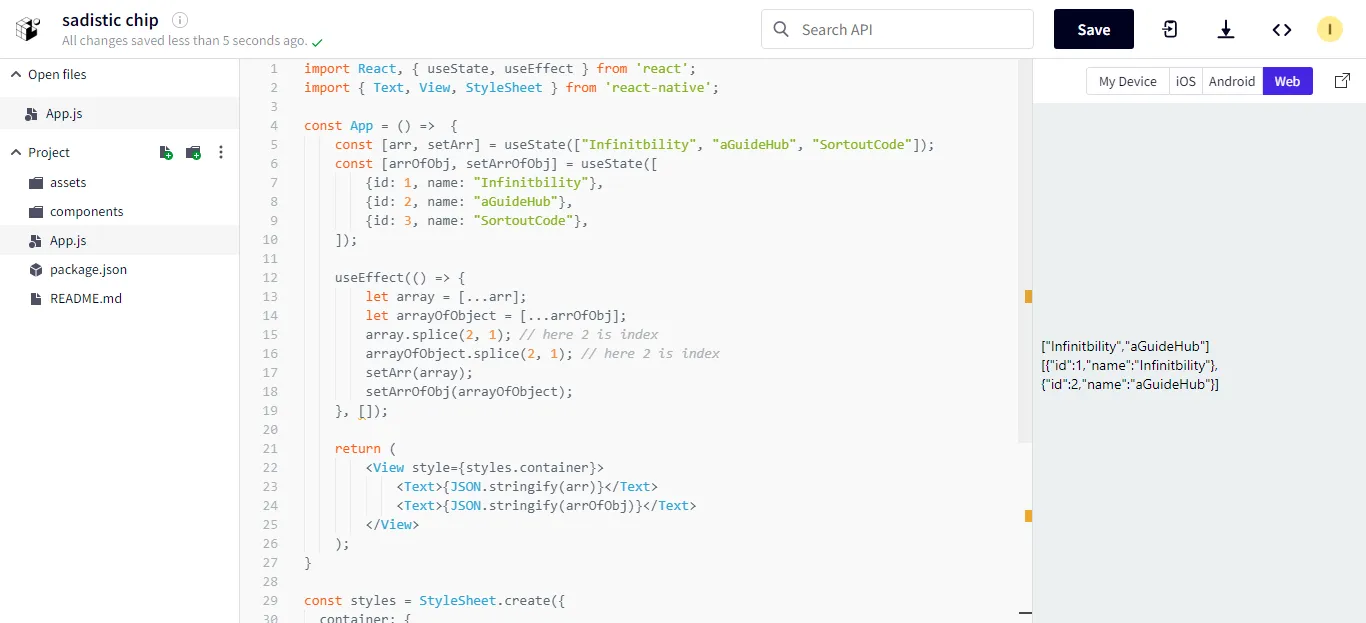 sadistic chip
All changes saved less than 5 seconds ago.
Search API
Save
I
Open files
App.js
Project
assets
components
App.js
package.json
README.md
1 import React, { useState, useEffect } from 'react';
2 import { Text, View, StyleSheet } from 'react-native';
3
4 const App = () => {
5 const [arr, setArr] = useState(["Infinitbility", "aGuideHub", "SortoutCode"]);
6 const [arrOfObj, setArrOfObj] = useState([
7 {id: 1, name: "Infinitbility"},
8 {id: 2, name: "aGuideHub"},
9 {id: 3, name: "SortoutCode"},
10 ]);
11
12 useEffect(() => {
13 let array = [...arr];
14 let arrayOfObject = [...arrOfObj];
15 array.splice(2, 1); // here 2 is index
16 arrayOfObject.splice(2, 1); // here 2 is index
17 setArr(array);
18 setArrOfObj(arrayOfObject);
19 }, []);
20
21 return (
22 <View style={styles.container}>
23 <Text>{JSON.stringify(arr)}</Text>
24 <Text>{JSON.stringify(arrOfObj)}</Text>
25 </View>
26 );
27 }
28
29 const styles = StyleSheet.create({
30 container: {
My Device iOS Android Web
["Infinitbility","aGuideHub"]
[{"id":1,"name":"Infinitbility"},
{"id":2,"name":"aGuideHub"}]